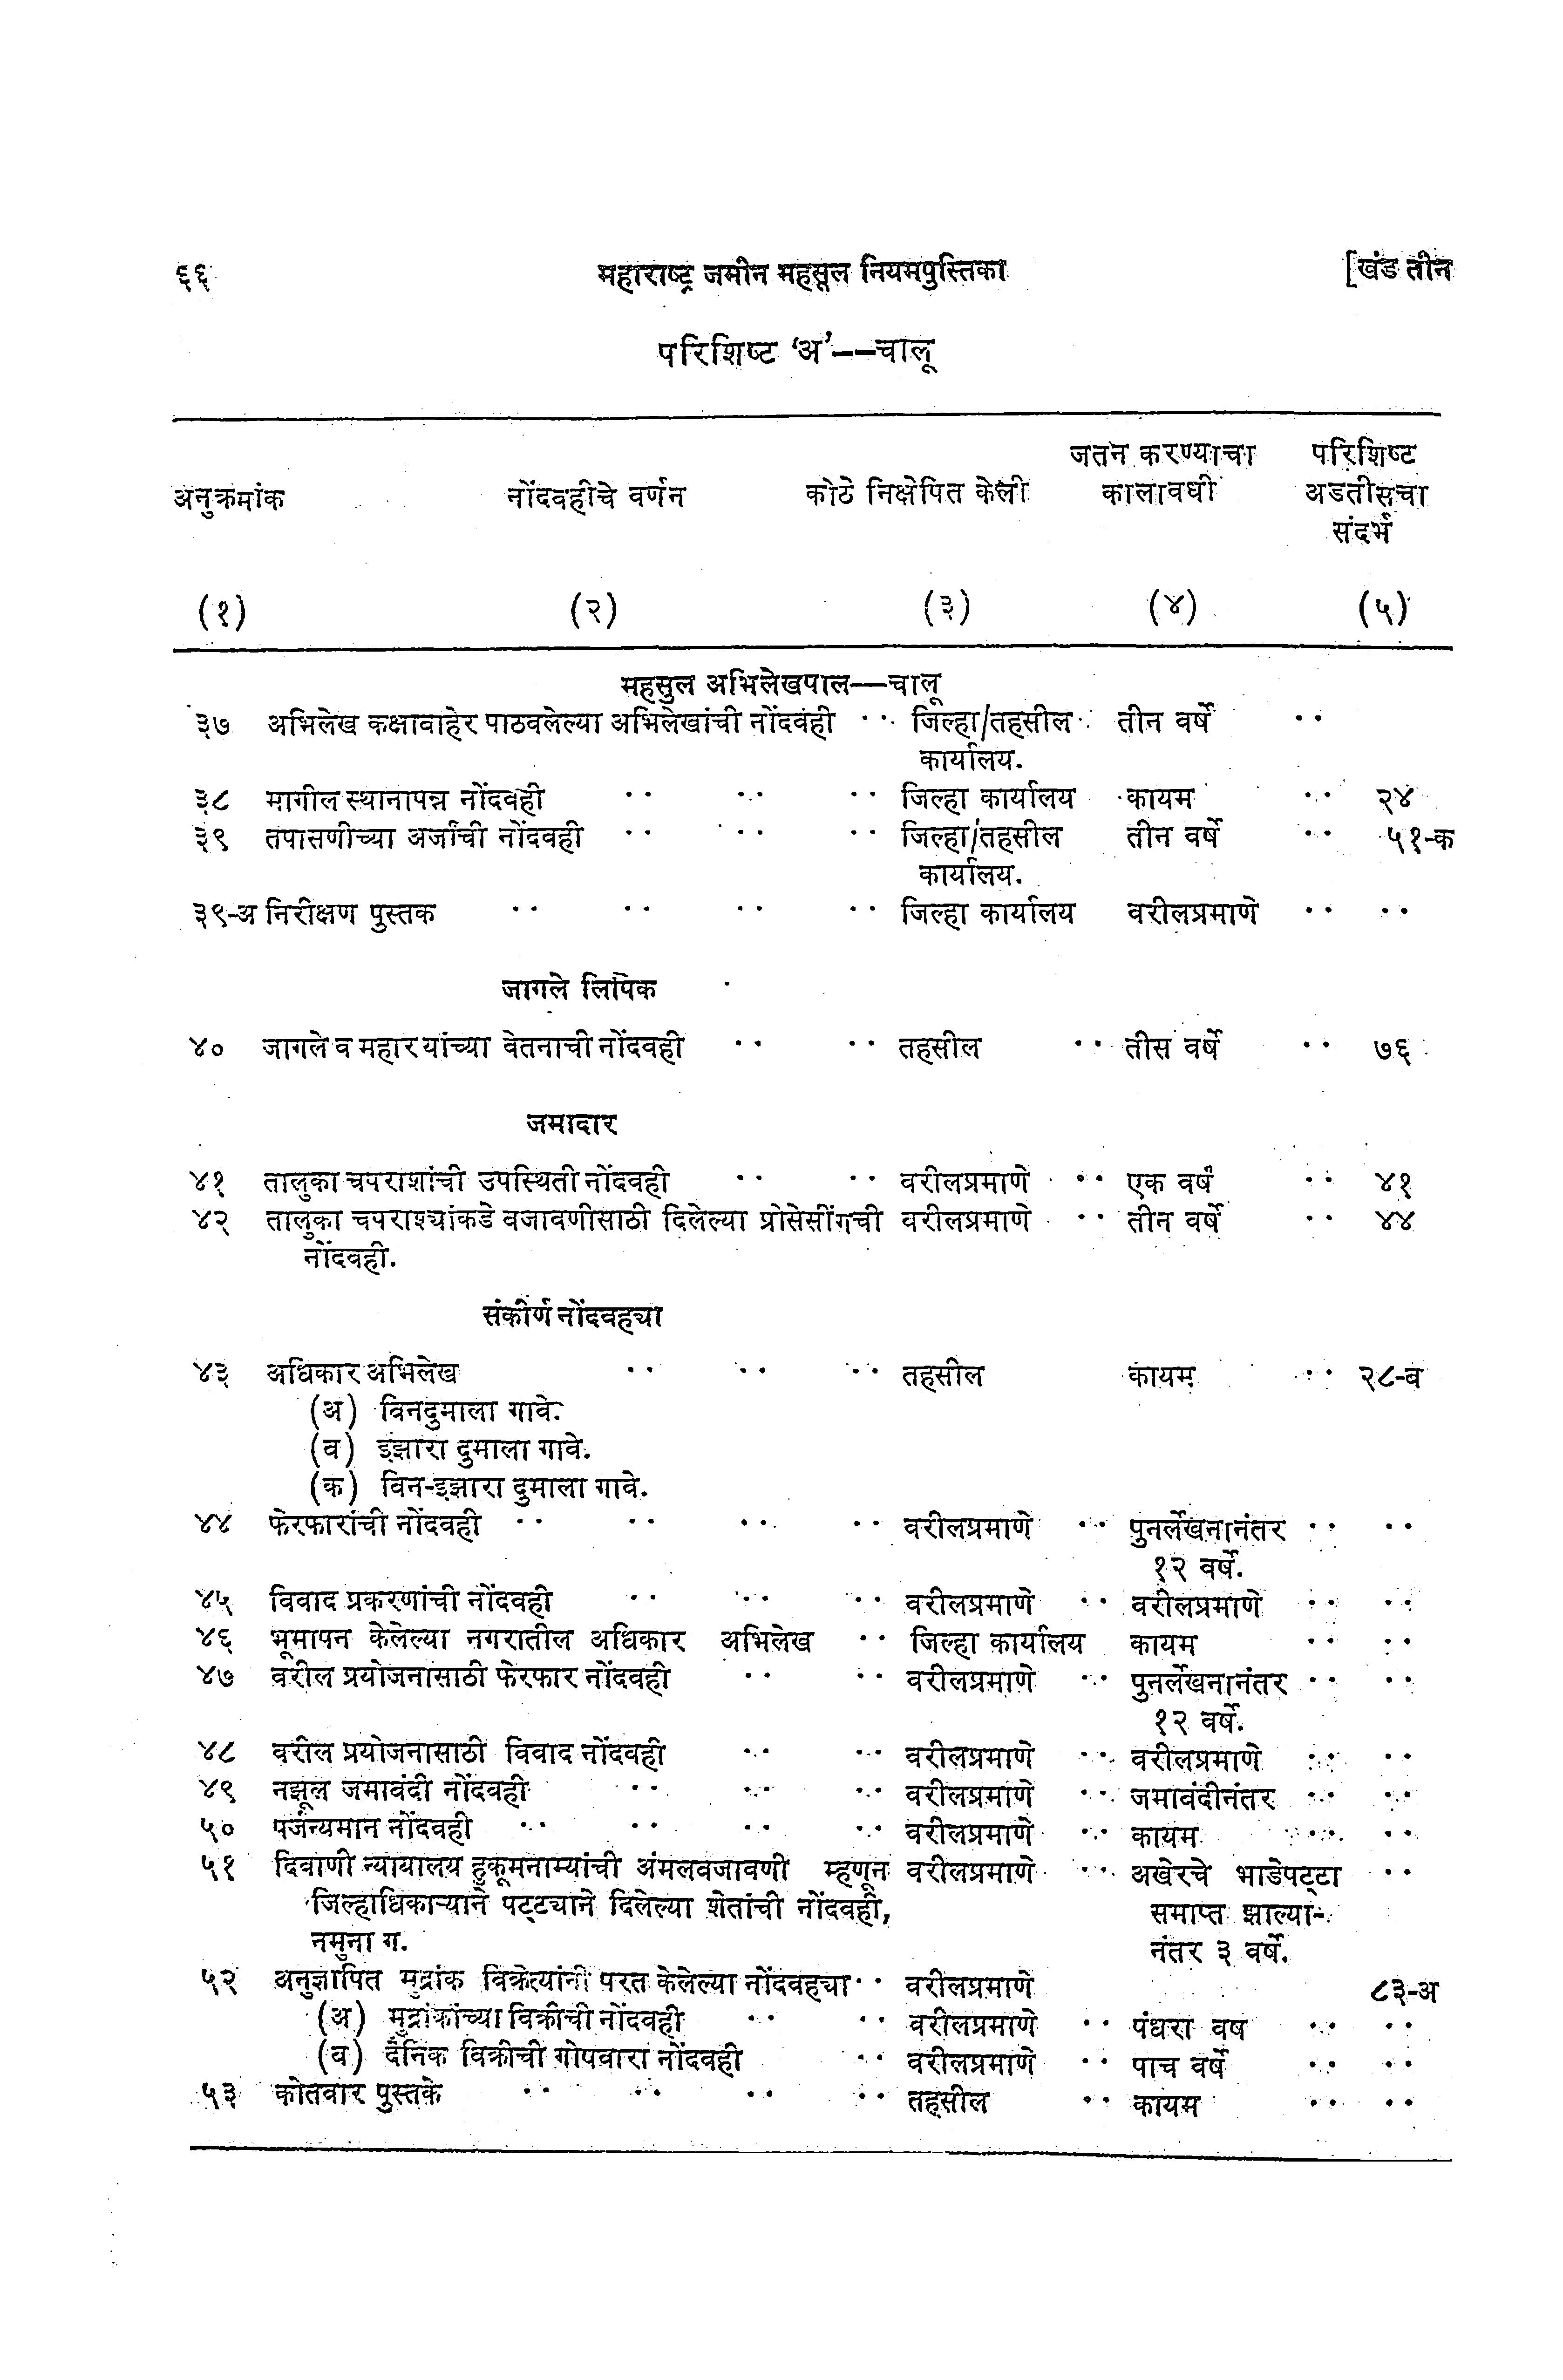 ६६ महाराष्ट्र जमीन महसूल नियमपुस्तिका [खंड तीन
परिशिष्ट ‘अ’——चालू
जतन करण्याचा परिशिष्ट
अनुक्रमांक नोंदवहीचे वर्णन कोठे निक्षेपित केली कालावधी अडतीसचा
संदर्भ
(१) (२) (३) (४) (५)
महसुल अभिलेखपाल—चालू
३७ अभिलेख कक्षाबाहेर पाठवलेल्या अभिलेखांची नोंदवही .. जिल्हा/तहसील तीन वर्षे ..
कार्यालय.
३८ मागील स्थानापन्न नोंदवही .. .. .. जिल्हा कार्यालय कायम .. २४
३९ तपासणीच्या अर्जांची नोंदवही .. .. .. जिल्हा/तहसील तीन वर्षे .. ५१-क
कार्यालय.
३९-अ निरीक्षण पुस्तक .. .. .. .. जिल्हा कार्यालय वरीलप्रमाणे .. ..
जागले लिपिक
४० जागले व महार यांच्या वेतनाची नोंदवही .. .. तहसील .. तीस वर्षे .. ७६
जमादार
४१ तालुका चपराशांची उपस्थिती नोंदवही .. .. वरीलप्रमाणे .. एक वर्ष .. ४१
४२ तालुका चपराश्यांकडे बजावणीसाठी दिलेल्या प्रोसेसींगची वरीलप्रमाणे .. तीन वर्षे .. ४४
नोंदवही.
संकीर्ण नोंदवह्या
४३ अधिकार अभिलेख .. .. .. तहसील कायम .. २८-ब
(अ) बिनदुमाला गावे.
(ब) इझारा दुमाला गावे.
(क) बिन-इझारा दुमाला गावे.
४४ फेरफारांची नोंदवही .. .. .. .. वरीलप्रमाणे .. पुनर्लेखनानंतर .. ..
१२ वर्षे.
४५ विवाद प्रकरणांची नोंदवही .. .. .. वरीलप्रमाणे .. वरीलप्रमाणे .. ..
४६ भूमापन केलेल्या नगरातील अधिकार अभिलेख .. जिल्हा कार्यालय कायम .. ..
४७ वरील प्रयोजनासाठी फेरफार नोंदवही .. .. वरीलप्रमाणे .. पुनर्लेखनानंतर .. ..
१२ वर्षे.
४८ वरील प्रयोजनासाठी विवाद नोंदवही .. .. वरीलप्रमाणे .. वरीलप्रमाणे .. ..
४९ नझूल जमाबंदी नोंदवही .. .. .. वरीलप्रमाणे .. जमाबंदीनंतर .. ..
५० पर्जन्यमान नोंदवही .. .. .. .. वरीलप्रमाणे .. कायम .. ..
५१ दिवाणी न्यायालय हुकूमनाम्यांची अंमलबजावणी म्हणून वरीलप्रमाणे .. अखेरचे भाडेपट्टा ..
जिल्हाधिकाऱ्याने पट्ट्याने दिलेल्या शेतांची नोंदवही, समाप्त झाल्या-
नमुना ग. नंतर ३ वर्षे.
५२ अनुज्ञापित मुद्रांक विक्रेत्यांनी परत केलेल्या नोंदवह्या .. वरीलप्रमाणे ८३-अ
(अ) मुद्रांकांच्या विक्रीची नोंदवही .. .. वरीलप्रमाणे .. पंधरा वष .. ..
(ब) दैनिक विक्रीची गोषवारा नोंदवही .. वरीलप्रमाणे .. पाच वर्षे .. ..
५३ कोतवार पुस्तके .. .. .. .. तहसील .. कायम .. ..